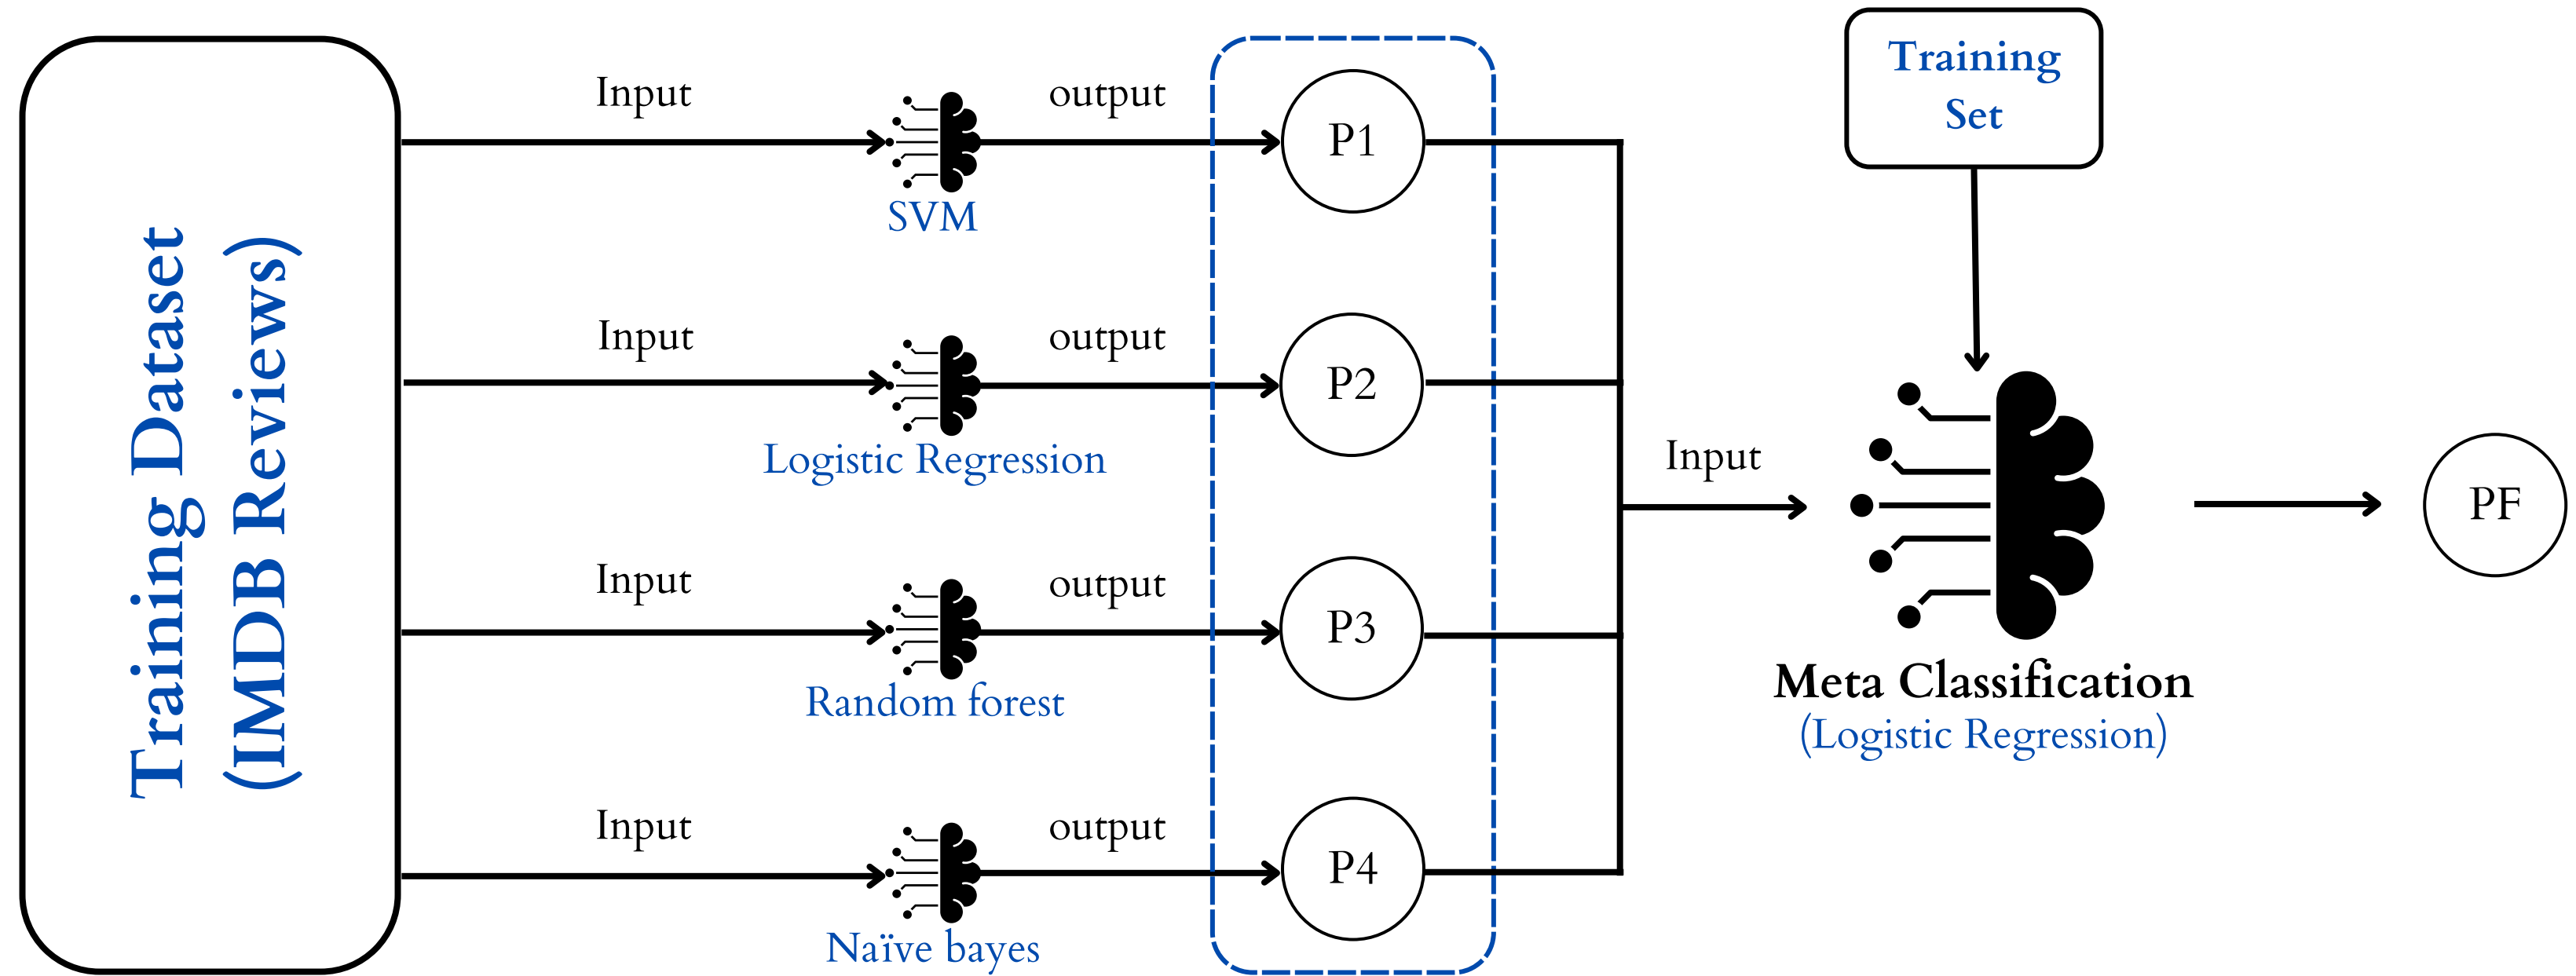 Training Dataset
(IMDB Reviews)
Input
output
SVM
P1
Input
output
Logistic Regression
P2
Input
output
Random forest
P3
Input
output
Naïve bayes
P4
Input
Training
Set
Meta Classification
(Logistic Regression)
PF